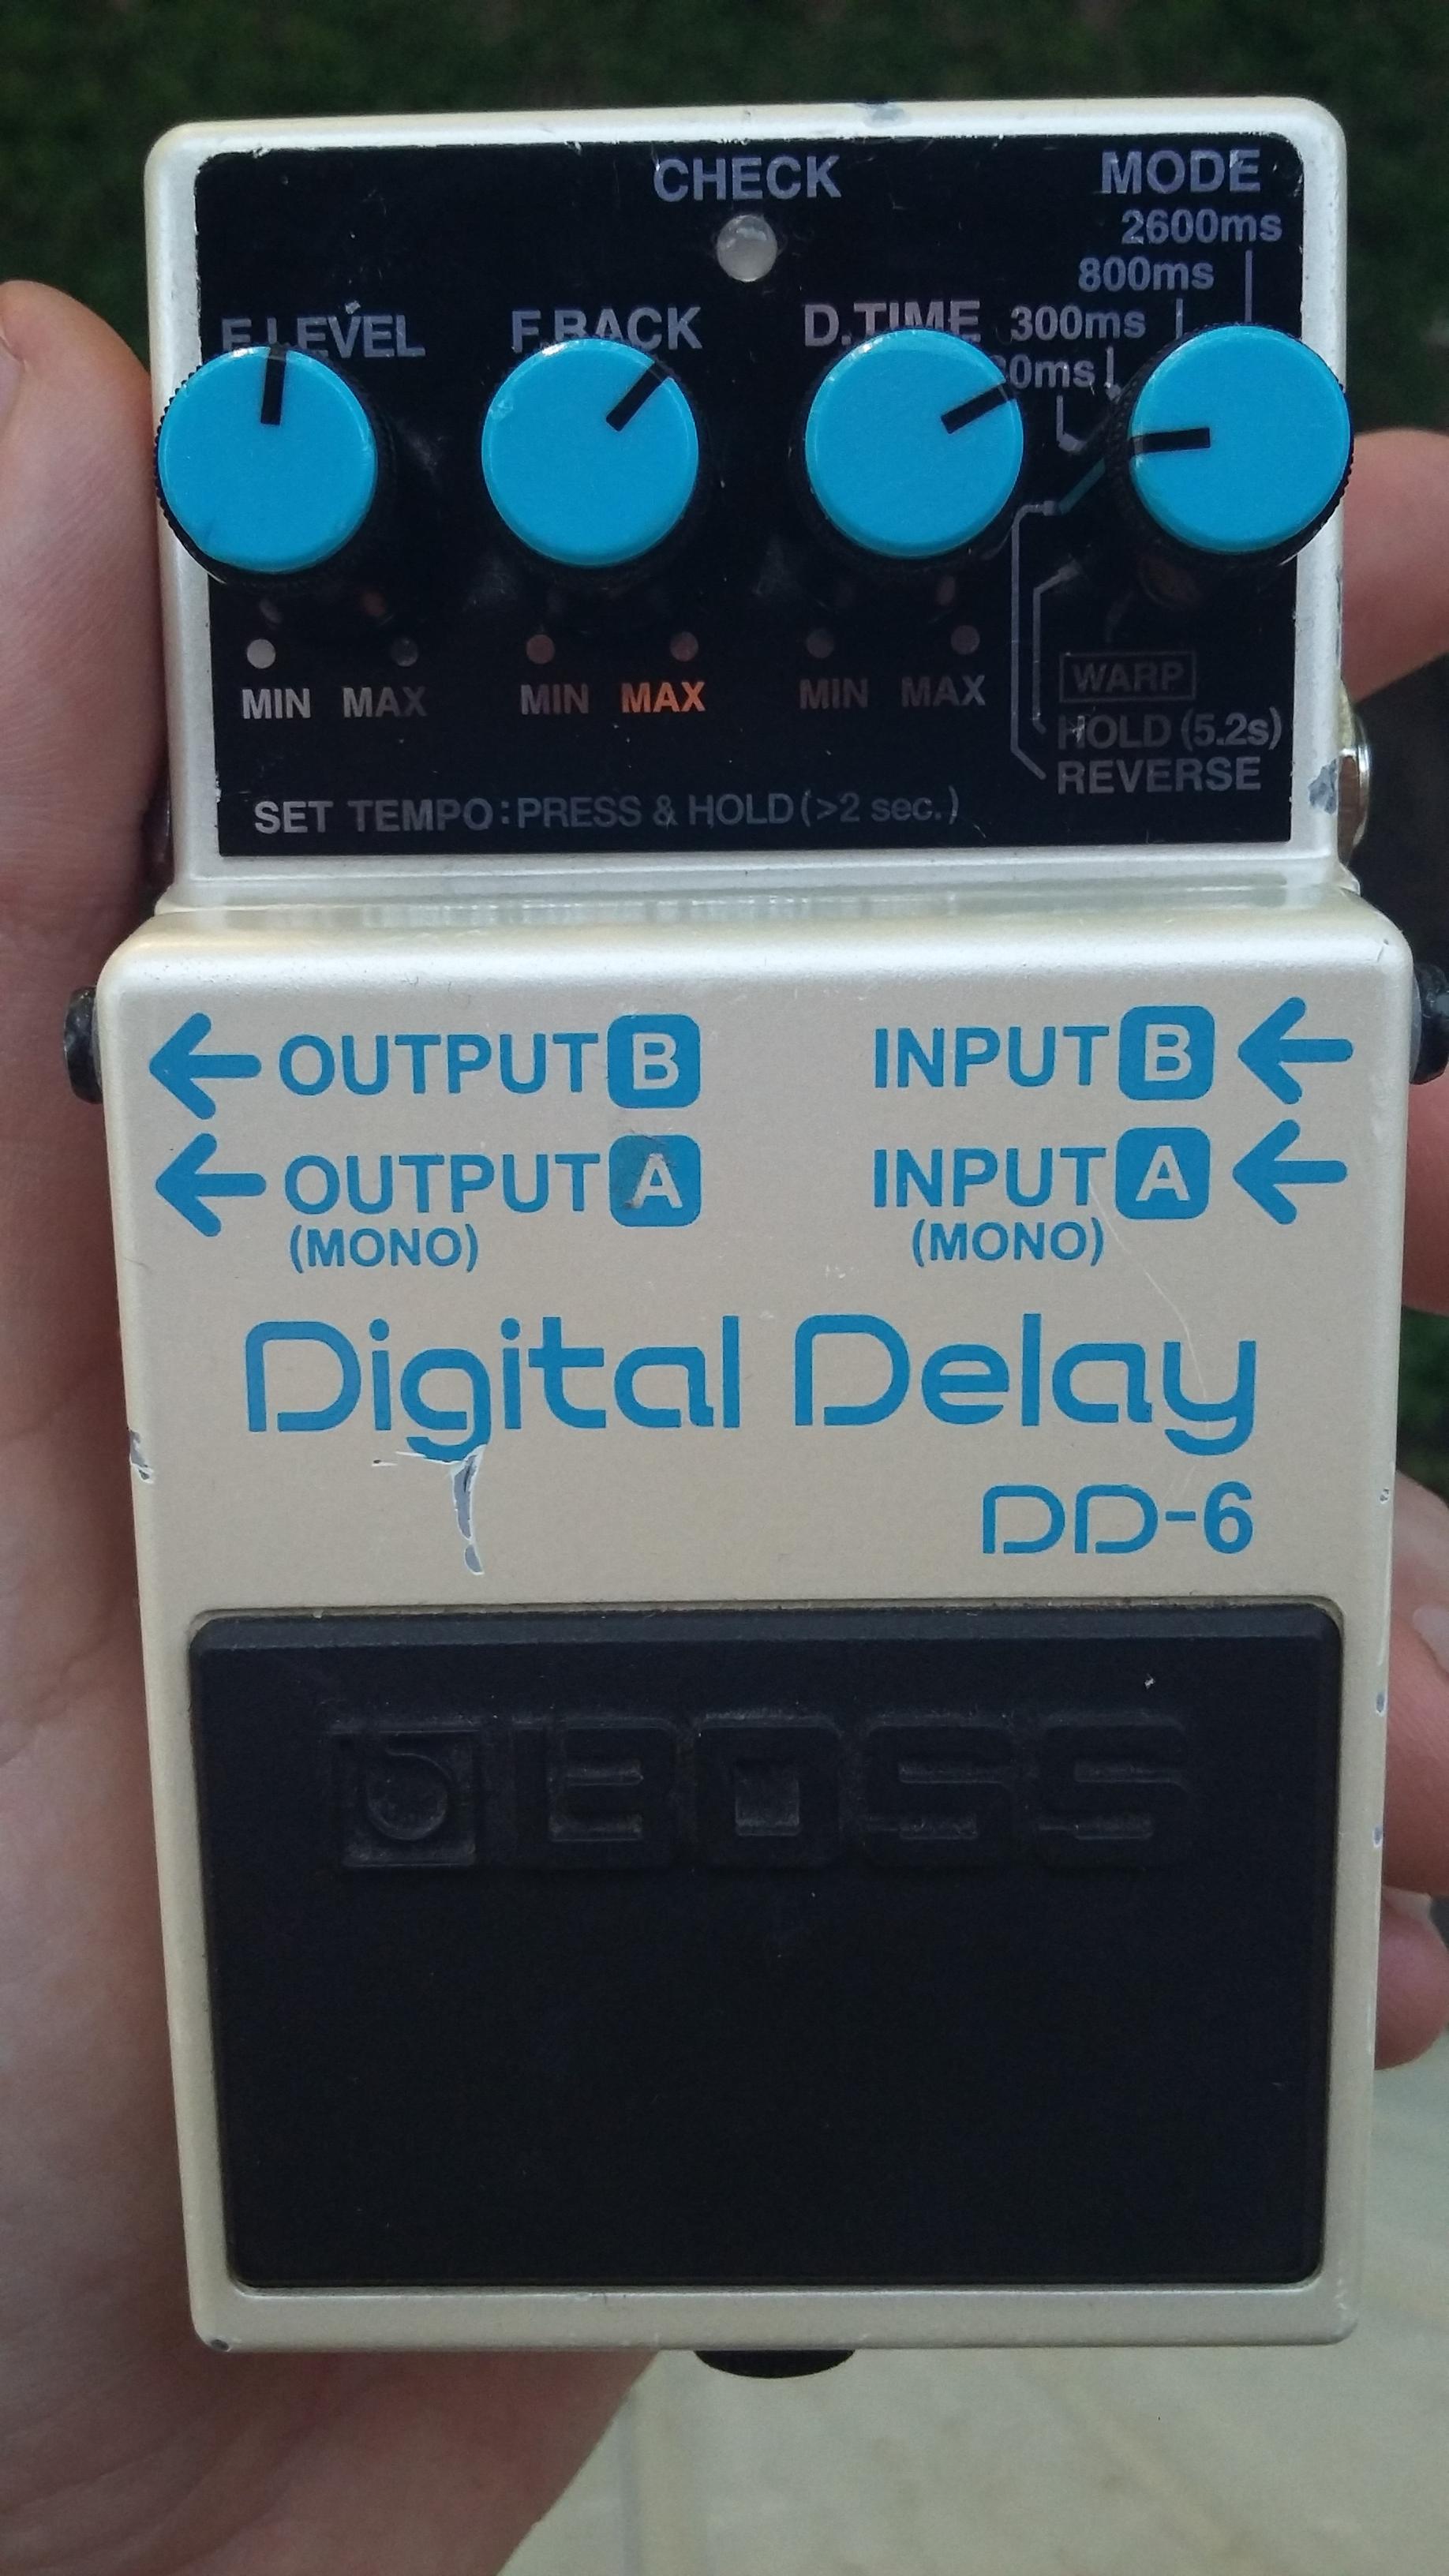 CHECK
MODE
2600ms
800ms
E.LEVEL
F.BACK
D.TIME
300ms
MIN MAX
MIN MAX
MIN MAX
WARP
HOLD (5.2s)
REVERSE
SET TEMPO:PRESS & HOLD (>2 sec.)
← OUTPUT B
INPUT B ←
← OUTPUT A
(MONO)
INPUT A ←
(MONO)
Digital Delay
DD-6
BOSS